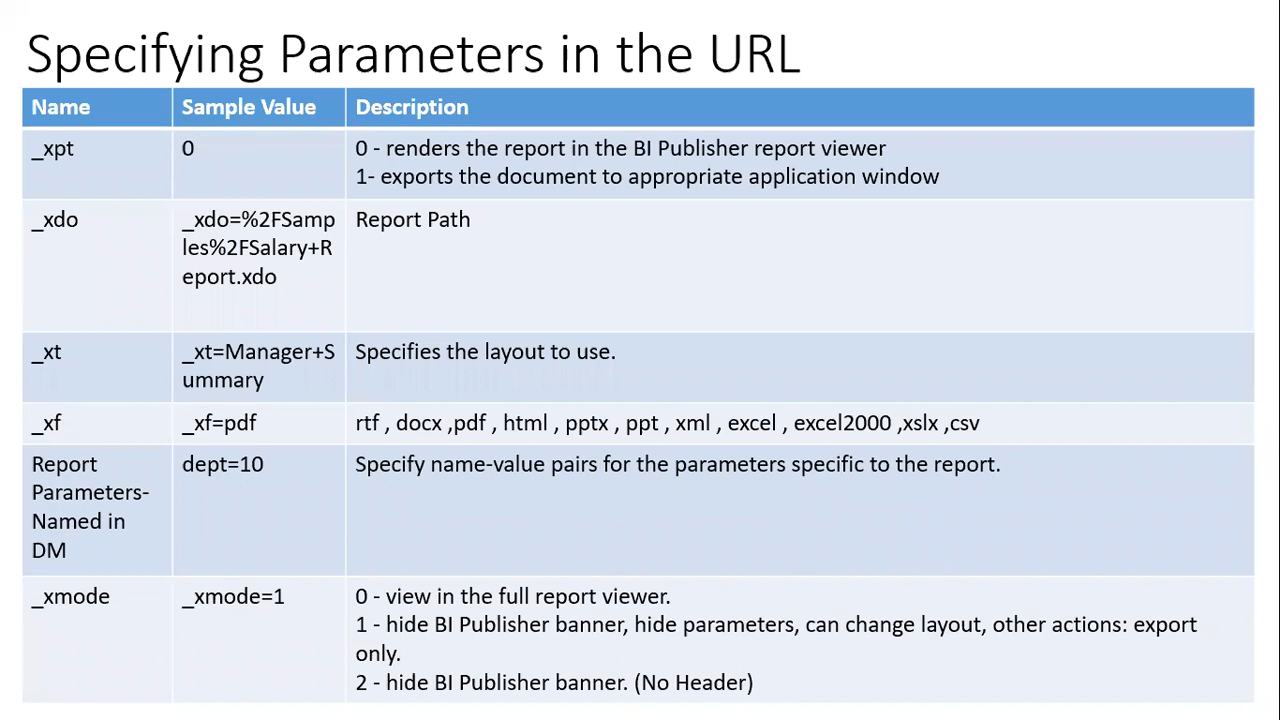 Specifying Parameters in the URL
Name Sample Value Description
_xpt 0 0 - renders the report in the BI Publisher report viewer
1- exports the document to appropriate application window
_xdo _xdo=%2FSamp Report Path
les%2FSalary+R
eport.xdo
_xt _xt=Manager+S Specifies the layout to use.
ummary
_xf _xf=pdf rtf , docx ,pdf , html , pptx , ppt , xml , excel , excel2000 ,xslx ,csv
Report dept=10 Specify name-value pairs for the parameters specific to the report.
Parameters-
Named in
DM
_xmode _xmode=1 0 - view in the full report viewer.
1 - hide BI Publisher banner, hide parameters, can change layout, other actions: export
only.
2 - hide BI Publisher banner. (No Header)